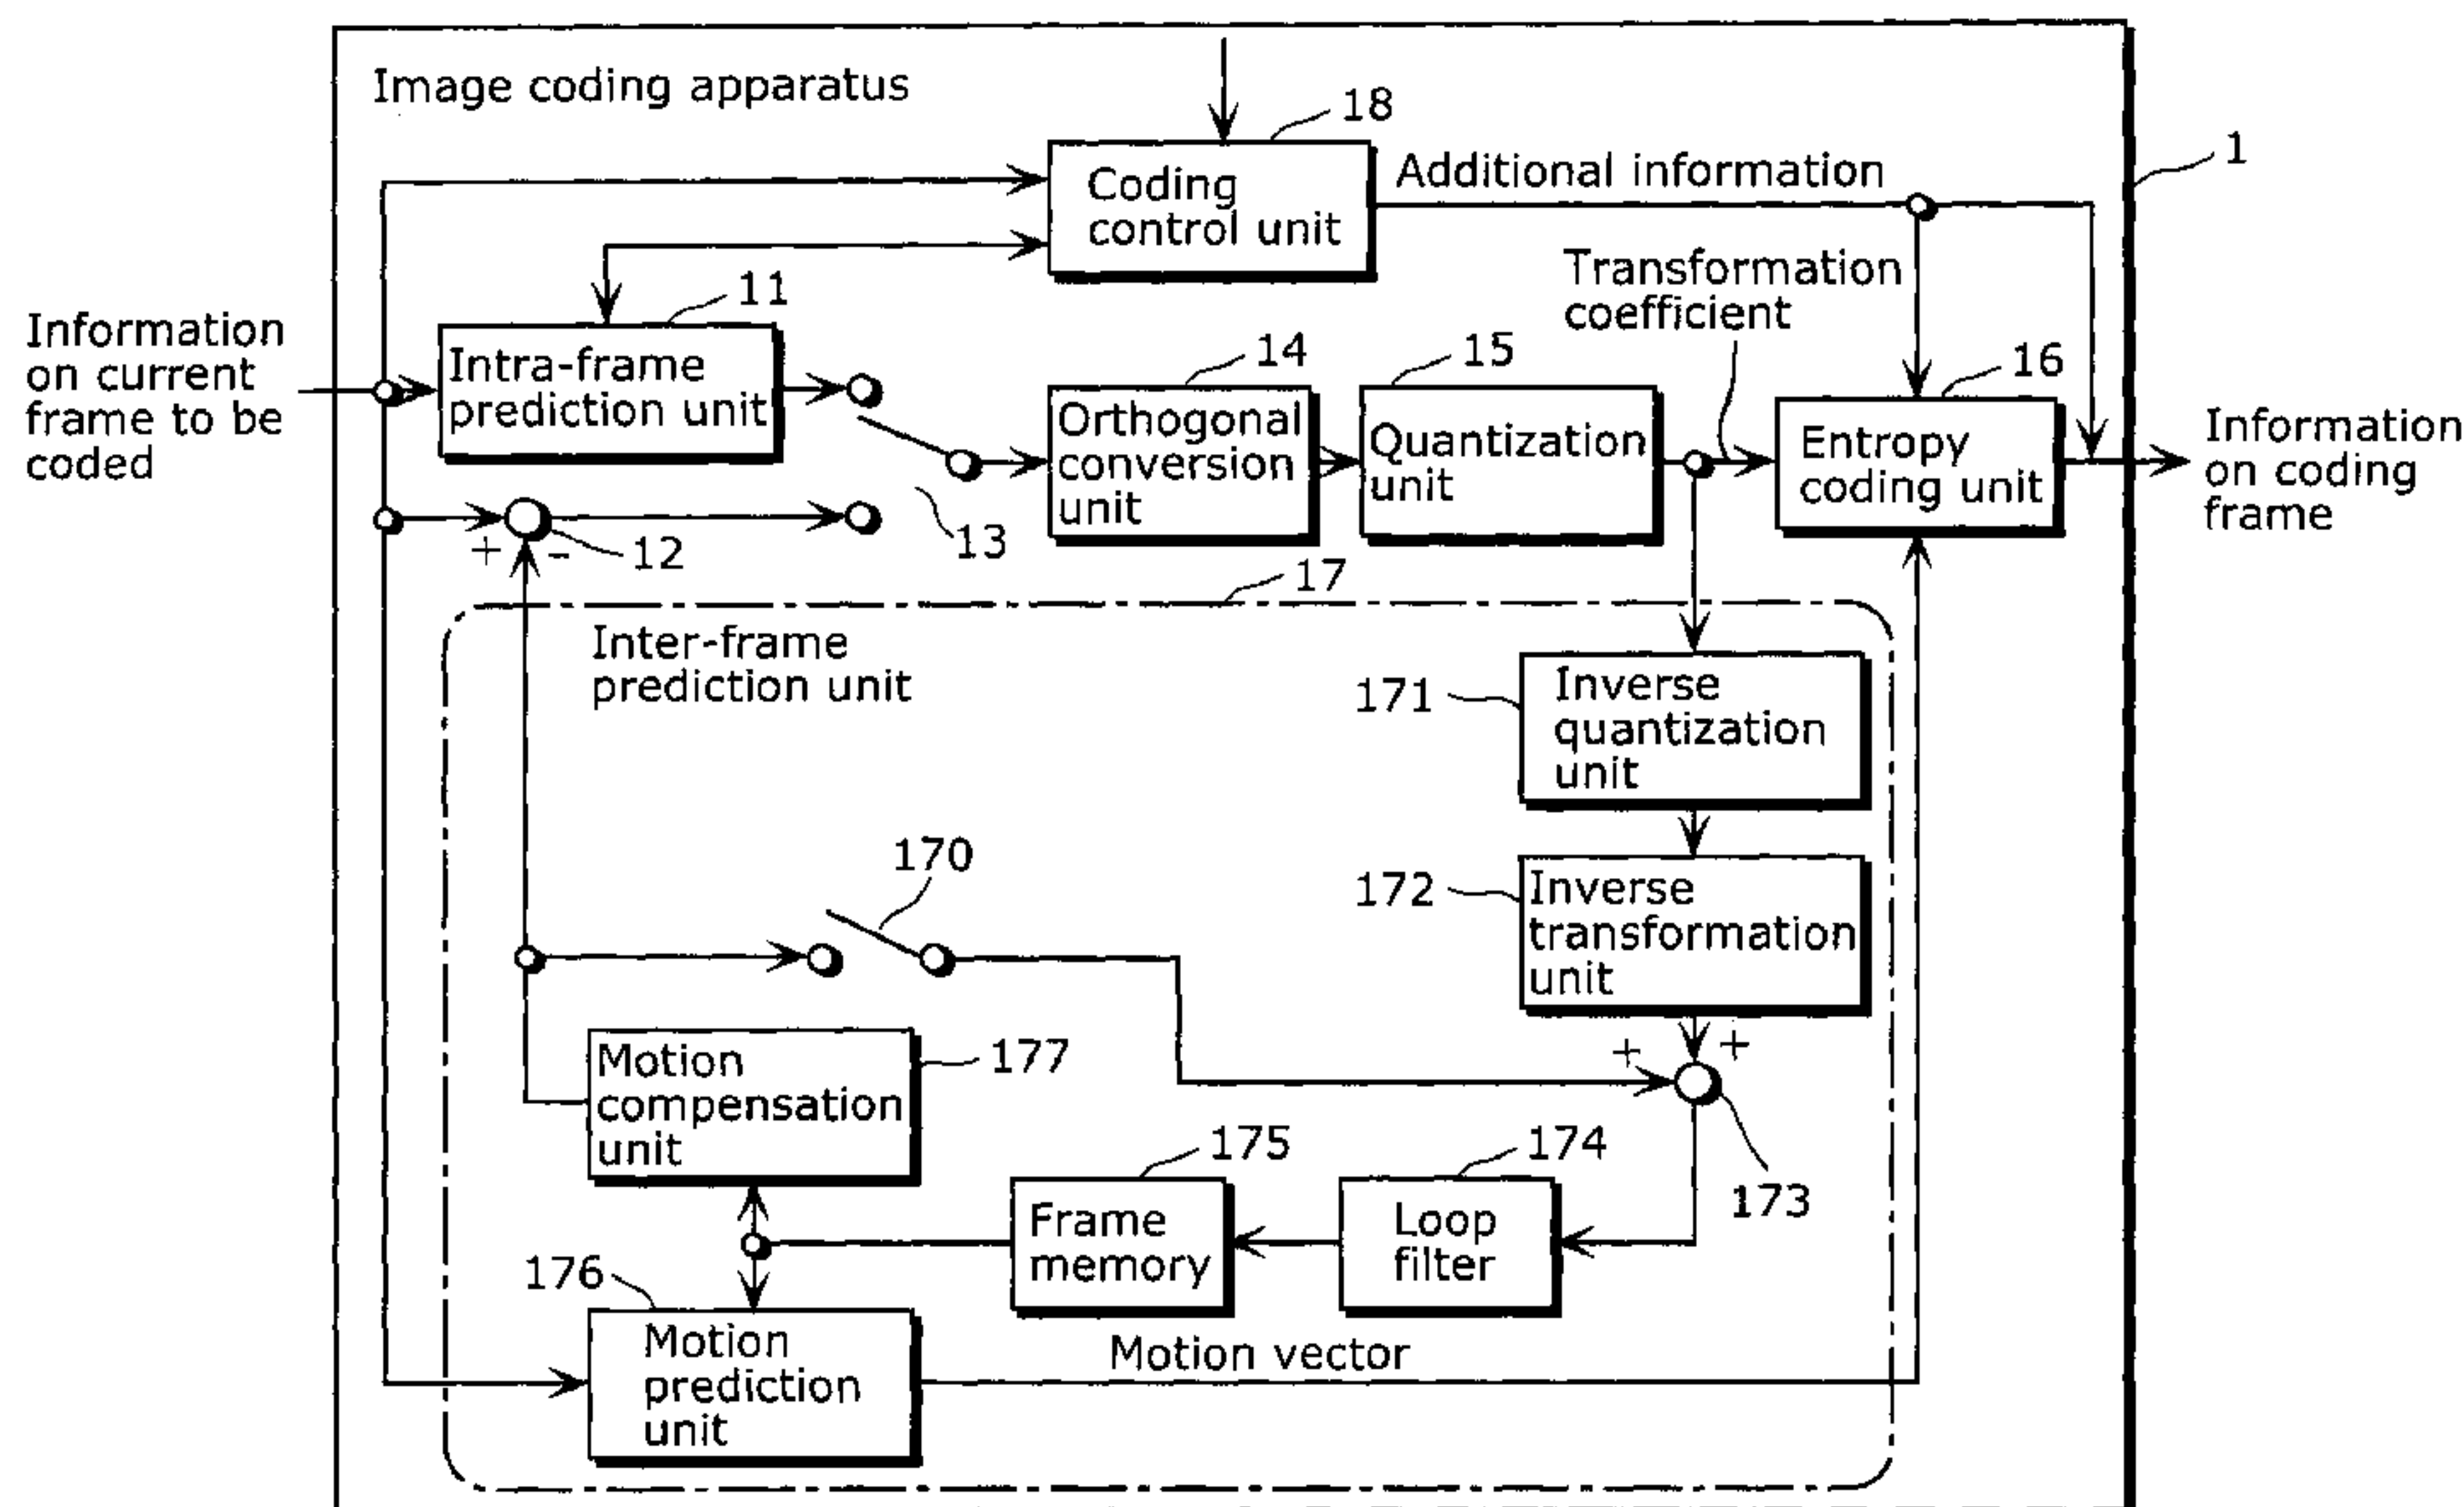 Image coding apparatus
18
1
Coding
control unit
Additional information
Transformation
coefficient
11
Information
on current
frame to be
coded
Intra-frame
prediction unit
14
15
16
Orthogonal
conversion
unit
Quantization
unit
Entropy
coding unit
Information
on coding
frame
+
-
12
13
17
Inter-frame
prediction unit
171
Inverse
quantization
unit
170
172
Inverse
transformation
unit
+
+
Motion
compensation
unit
177
175
174
173
Frame
memory
Loop
filter
176
Motion
prediction
unit
Motion vector